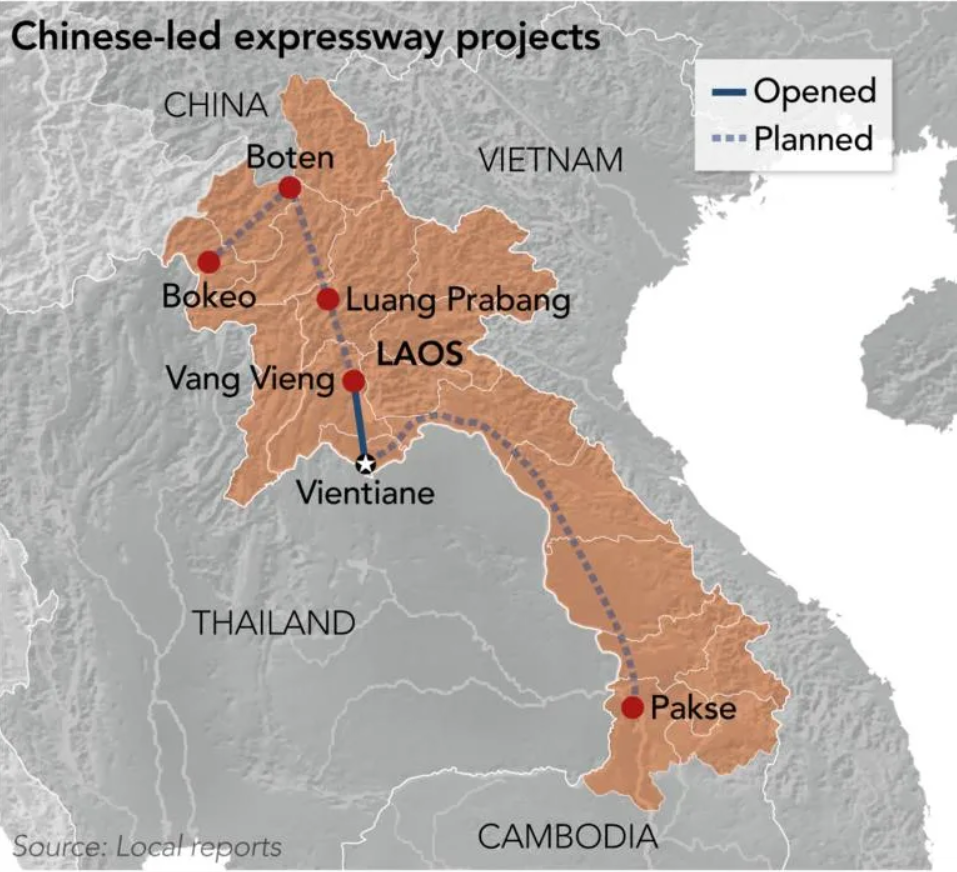 Chinese-led expressway projects
Opened
Planned
CHINA
Boten
VIETNAM
Bokeo
Luang Prabang
LAOS
Vang Vieng
Vientiane
THAILAND
Pakse
CAMBODIA
Source: Local reports